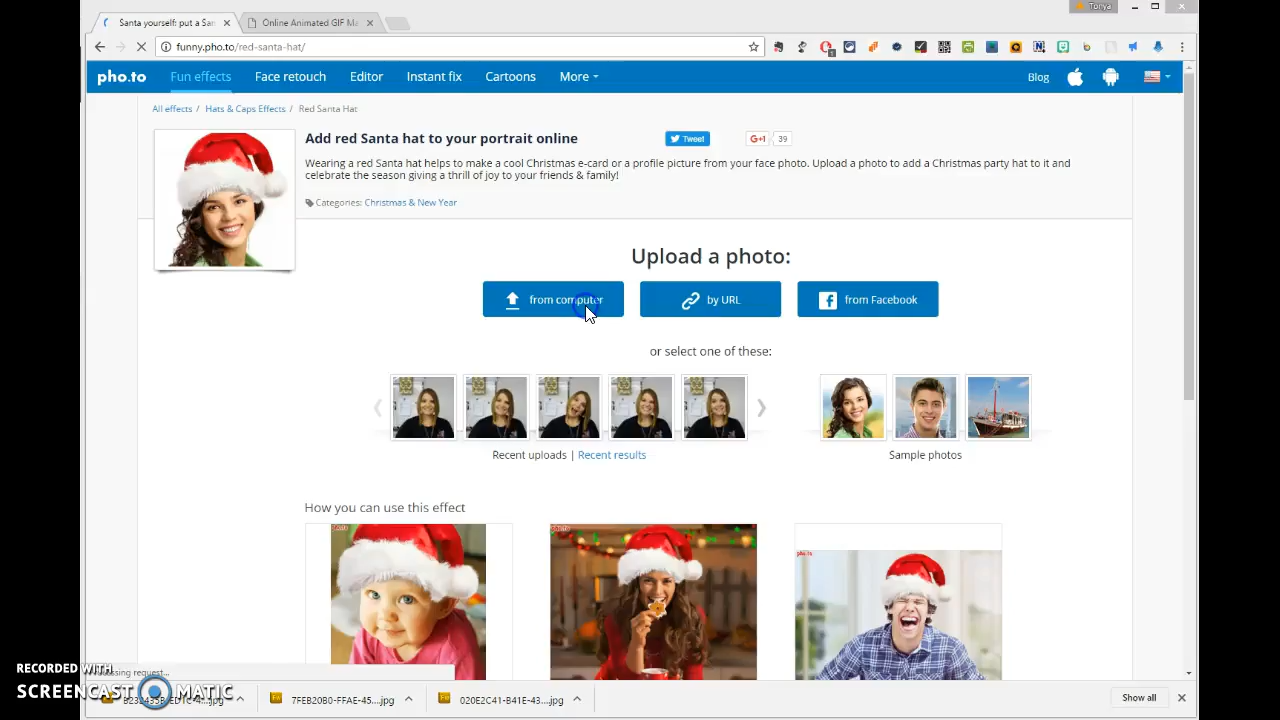 Tonya
Santa yourself: put a San
Online Animated GIF Ma
funny.pho.to/red-santa-hat/
pho.to Fun effects Face retouch Editor Instant fix Cartoons More Blog
All effects / Hats & Caps Effects / Red Santa Hat
Add red Santa hat to your portrait online
Tweet
G+1 39
Wearing a red Santa hat helps to make a cool Christmas e-card or a profile picture from your face photo. Upload a photo to add a Christmas party hat to it and
celebrate the season giving a thrill of joy to your friends & family!
Categories: Christmas & New Year
Upload a photo:
from computer by URL from Facebook
or select one of these:
Recent uploads | Recent results
Sample photos
How you can use this effect
pho.to
RECORDED WITH
SCREENCAST MATIC
7FEB20B0-FFAE-45....jpg
020E2C41-B41E-43....jpg
Show all